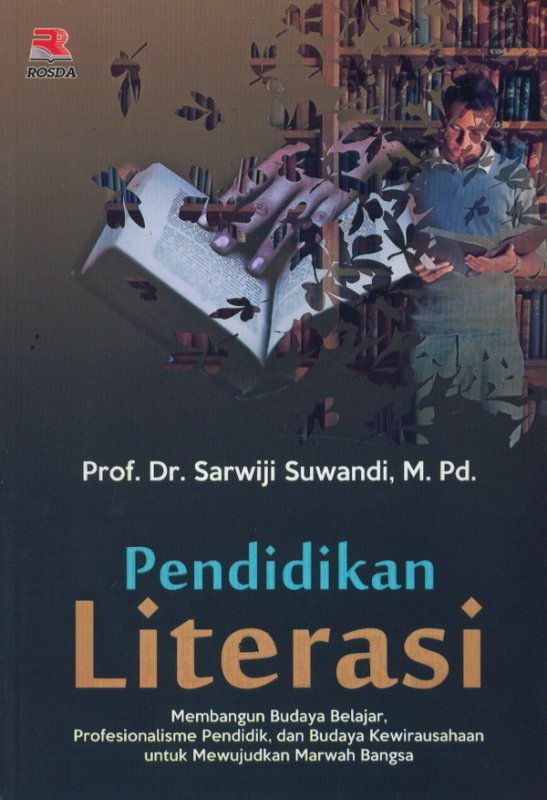 ROSDA
Prof. Dr. Sarwiji Suwandi, M. Pd.
Pendidikan
Literasi
Membangun Budaya Belajar,
Profesionalisme Pendidik, dan Budaya Kewirausahaan
untuk Mewujudkan Marwah Bangsa